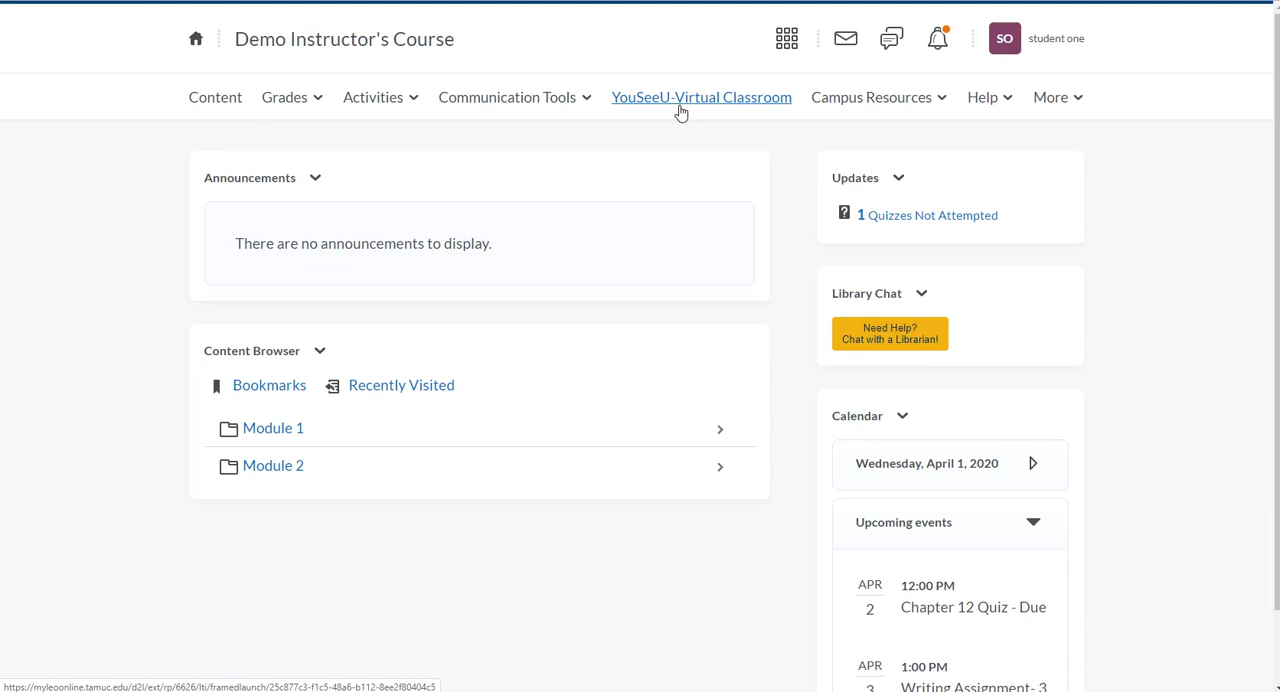 Demo Instructor's Course
SO
student one
Content
Grades
Activities
Communication Tools
YouSeeU-Virtual Classroom
Campus Resources
Help
More
Announcements
There are no announcements to display.
Content Browser
Bookmarks
Recently Visited
Module 1
Module 2
Updates
1 Quizzes Not Attempted
Library Chat
Need Help?
Chat with a Librarian!
Calendar
Wednesday, April 1, 2020
Upcoming events
APR
2
12:00 PM
Chapter 12 Quiz - Due
APR
3
1:00 PM
Writing Assignment- 3
https://myleoonline.tamuc.edu/d2l/ext/rp/6626/lti/framedlaunch/25c877c3-f1c5-48a6-b112-8ee2f80404c5